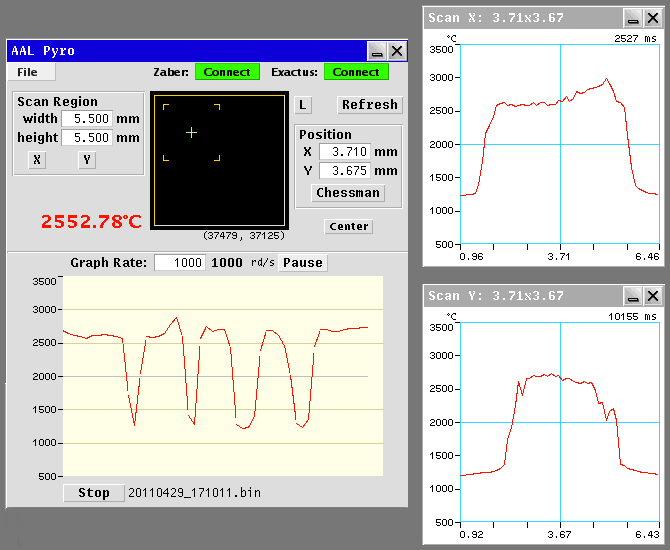 AAL Pyro
File
Zaber: Connect Exactus: Connect
Scan Region
width 5.500 mm
height 5.500 mm
X Y
2552.78℃
(37479, 37125)
L Refresh
Position
X 3.710 mm
Y 3.675 mm
Chessman
Center
Graph Rate: 1000 1000 rd/s Pause
3500
3000
2500
2000
1500
1000
500
Stop 20110429_171011.bin
Scan X: 3.71x3.67
℃ 2527 ms
3500
3000
2500
2000
1500
1000
500
0.96 3.71 6.46
Scan Y: 3.71x3.67
℃ 10155 ms
3500
3000
2500
2000
1500
1000
500
0.92 3.67 6.43